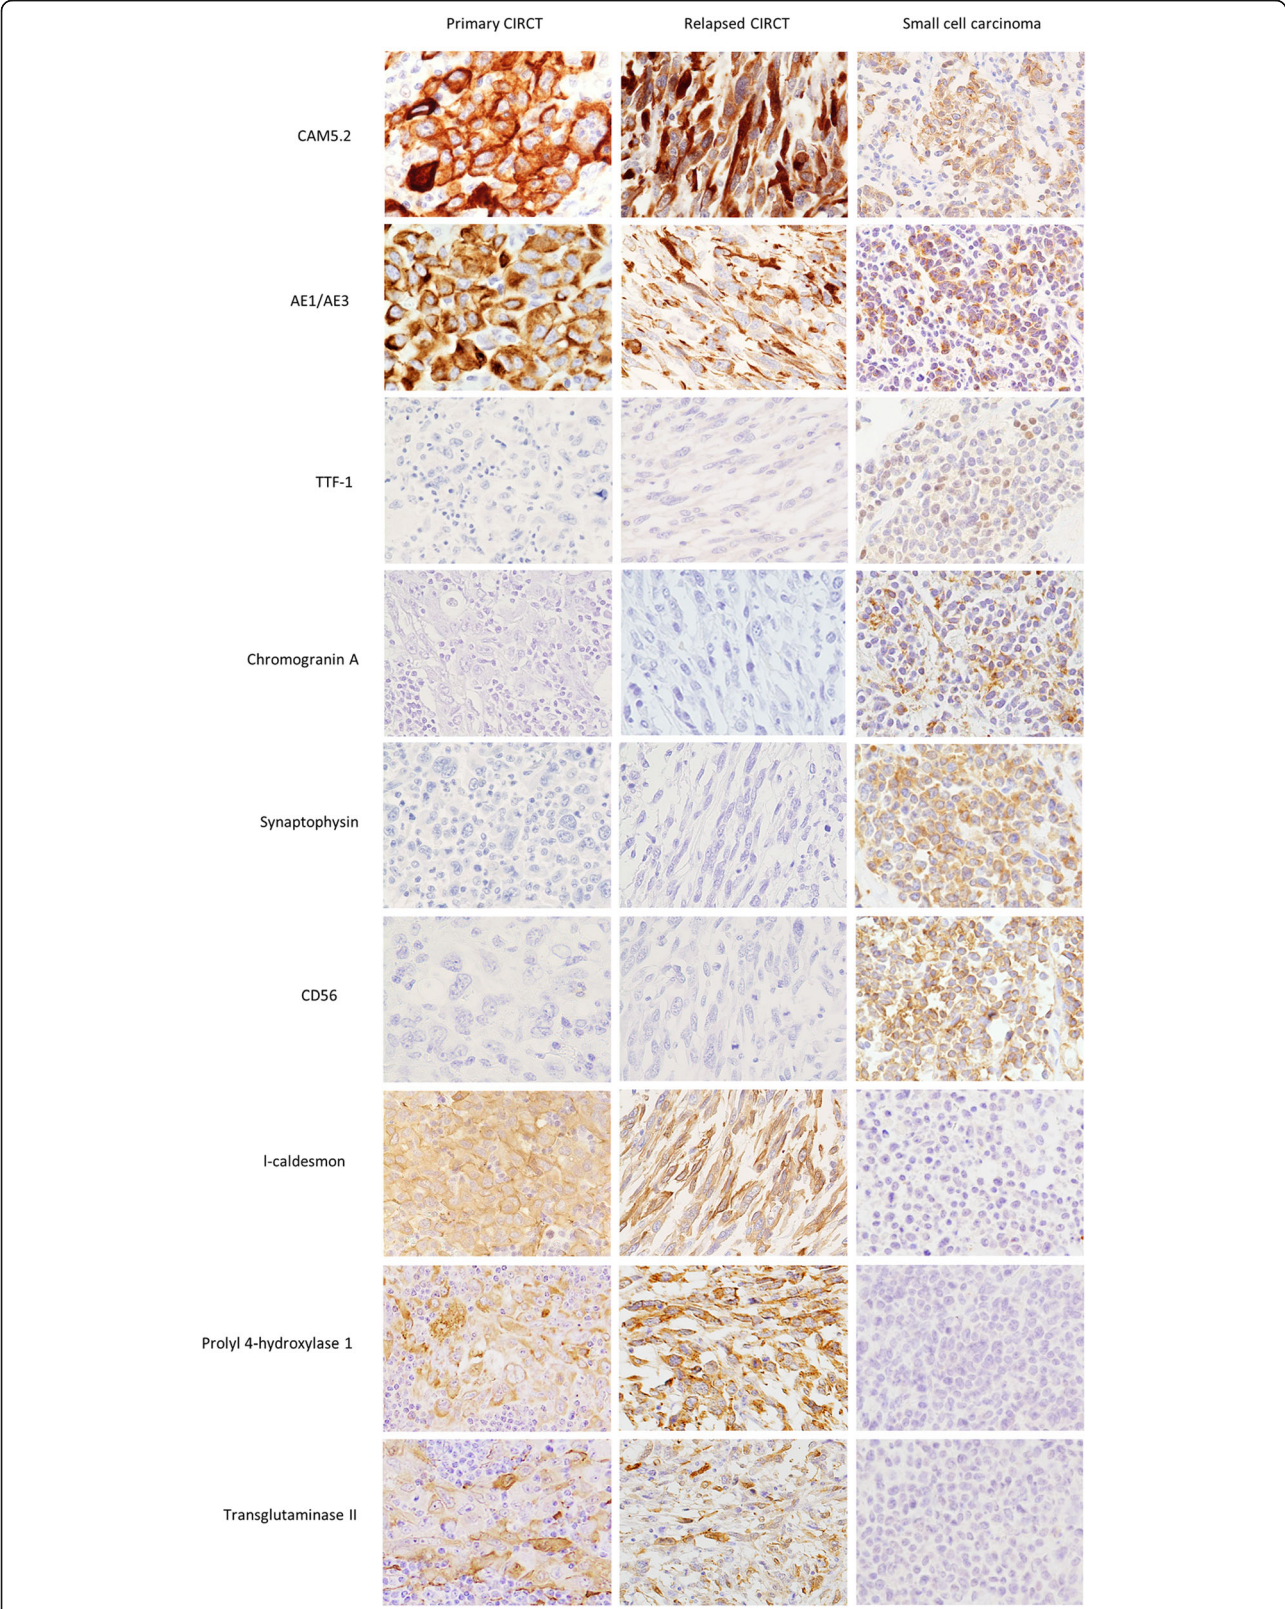 Primary CIRCT Relapsed CIRCT Small cell carcinoma
CAM5.2
AE1/AE3
TTF-1
Chromogranin A
Synaptophysin
CD56
l-caldesmon
Prolyl 4-hydroxylase 1
Transglutaminase II